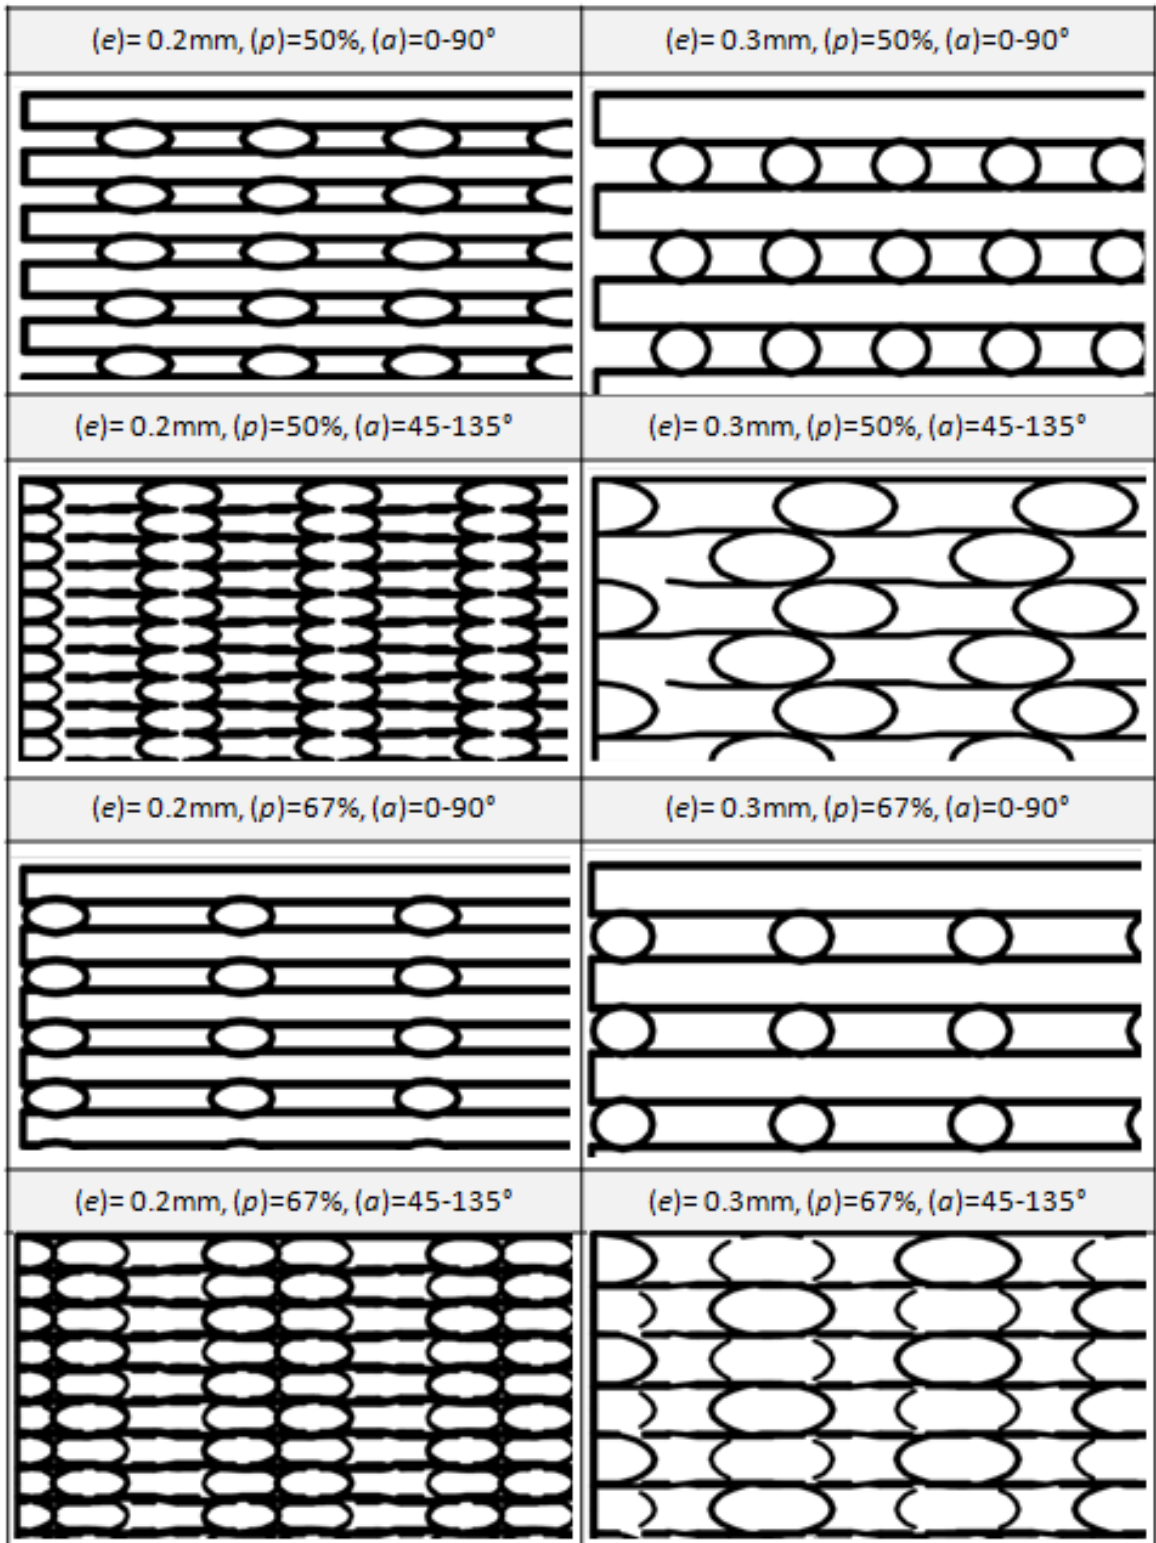 (e)= 0.2mm, (p)=50%, (a)=0-90°
(e)= 0.3mm, (p)=50%, (a)=0-90°
(e)= 0.2mm, (p)=50%, (a)=45-135°
(e)= 0.3mm, (p)=50%, (a)=45-135°
(e)= 0.2mm, (p)=67%, (a)=0-90°
(e)= 0.3mm, (p)=67%, (a)=0-90°
(e)= 0.2mm, (p)=67%, (a)=45-135°
(e)= 0.3mm, (p)=67%, (a)=45-135°